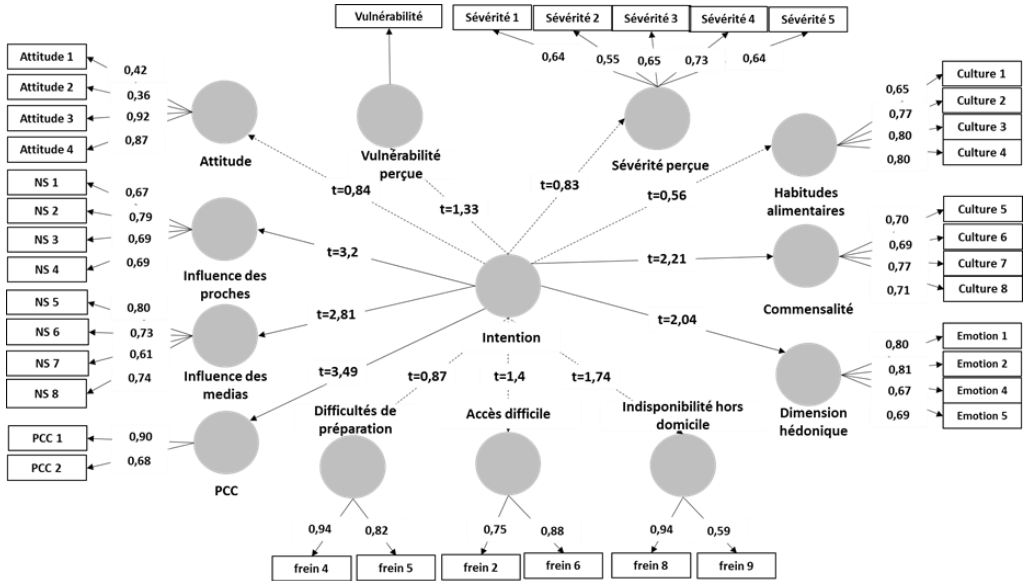 Vulnérabilité
Sévérité 1
Sévérité 2
Sévérité 3
Sévérité 4
Sévérité 5
0,64
0,55
0,65
0,73
0,64
Attitude 1
Attitude 2
Attitude 3
Attitude 4
0,42
0,36
0,92
0,87
Attitude
Vulnérabilité
perçue
Sévérité perçue
Culture 1
Culture 2
Culture 3
Culture 4
0,65
0,77
0,80
0,80
Habitudes
alimentaires
t=0,84
t=1,33
t=0,83
t=0,56
NS 1
NS 2
NS 3
NS 4
0,67
0,79
0,69
0,69
Influence des
proches
t=3,2
t=2,21
Culture 5
Culture 6
Culture 7
Culture 8
0,70
0,69
0,77
0,71
Commensalité
NS 5
NS 6
NS 7
NS 8
0,80
0,73
0,61
0,74
Influence des
medias
t=2,81
Intention
t=2,04
Emotion 1
Emotion 2
Emotion 4
Emotion 5
0,80
0,81
0,67
0,69
Dimension
hédonique
t=3,49
t=0,87
t=1,4
t=1,74
PCC 1
PCC 2
0,90
0,68
PCC
Difficultés de
préparation
Accès difficile
Indisponibilité hors
domicile
0,94
0,82
0,75
0,88
0,94
0,59
frein 4
frein 5
frein 2
frein 6
frein 8
frein 9